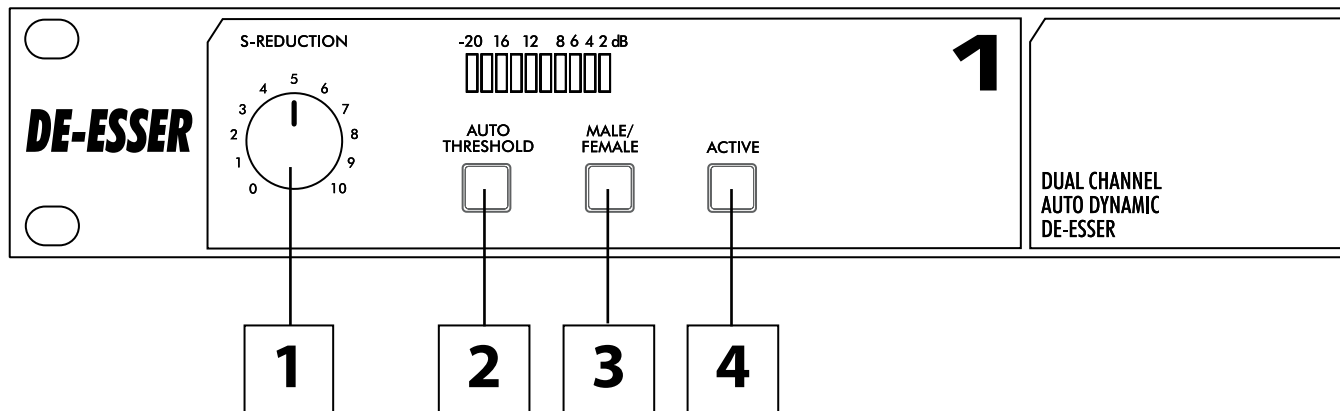 DE-ESSER
S-REDUCTION
0 1 2 3 4 5 6 7 8 9 10
-20 16 12 8 6 4 2 dB
AUTO
THRESHOLD
MALE/
FEMALE
ACTIVE
1
DUAL CHANNEL
AUTO DYNAMIC
DE-ESSER
1 2 3 4